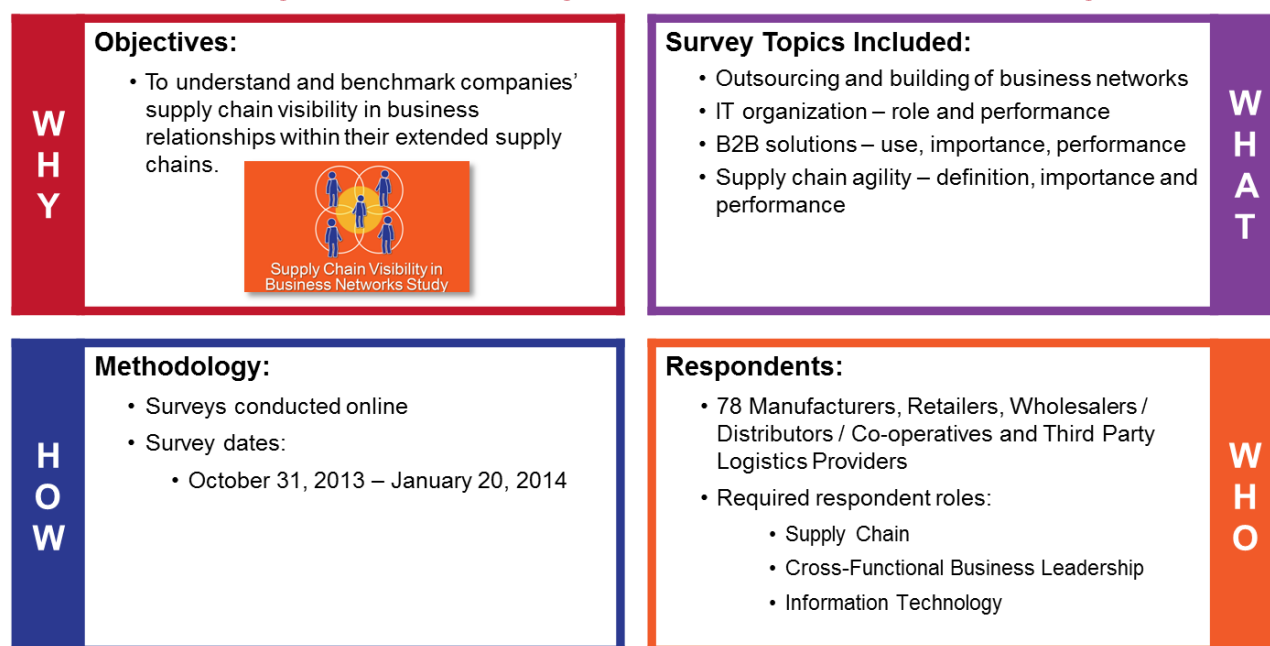 WHY
Objectives:
• To understand and benchmark companies’
supply chain visibility in business
relationships within their extended supply
chains.
Supply Chain Visibility in
Business Networks Study
Survey Topics Included:
• Outsourcing and building of business networks
• IT organization – role and performance
• B2B solutions – use, importance, performance
• Supply chain agility – definition, importance and
performance
WHAT
HOW
Methodology:
• Surveys conducted online
• Survey dates:
• October 31, 2013 – January 20, 2014
Respondents:
• 78 Manufacturers, Retailers, Wholesalers /
Distributors / Co-operatives and Third Party
Logistics Providers
• Required respondent roles:
• Supply Chain
• Cross-Functional Business Leadership
• Information Technology
WHO